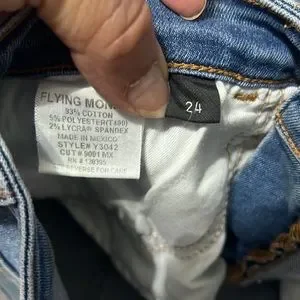 FLYING MON
93% COTTON
5% POLYESTER(T400)
2% LYCRA® SPANDEX
MADE IN MEXICO
STYLE# Y3042
CUT# 9091 MX
RN # 136395
REVERSE FOR CARE
24